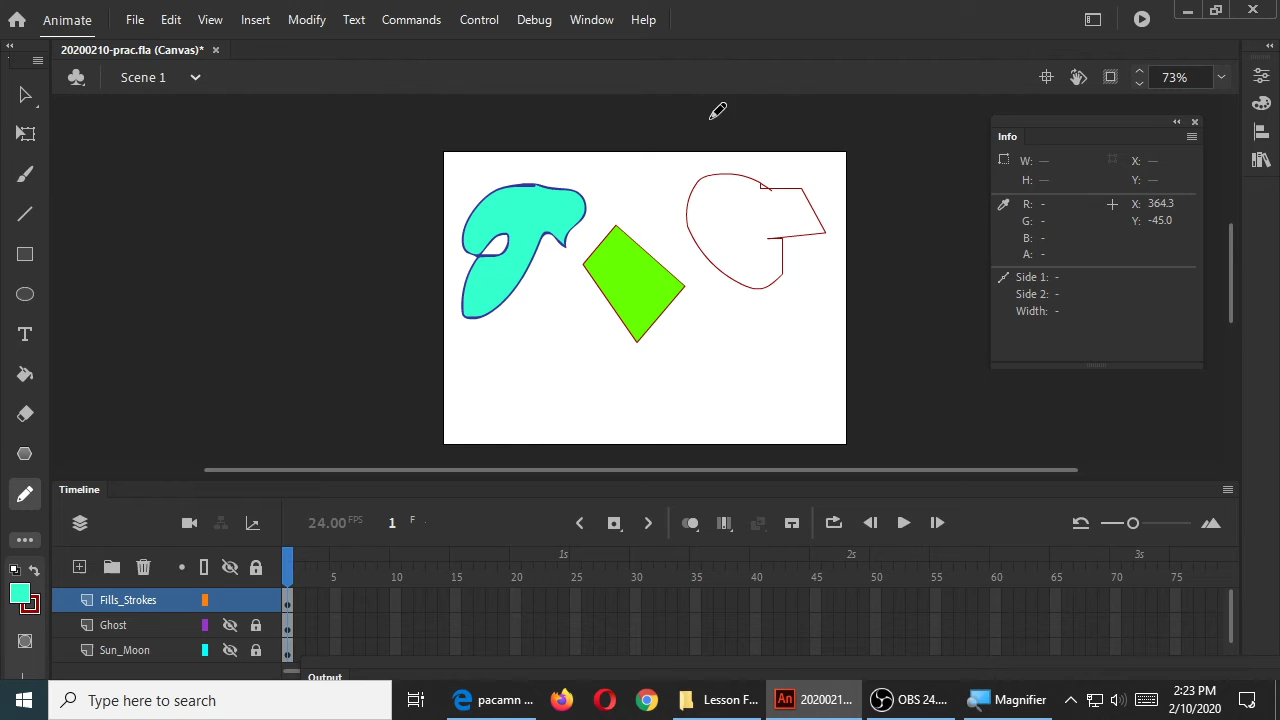 Animate File Edit View Insert Modify Text Commands Control Debug Window Help
20200210-prac.fla (Canvas)*
Scene 1 73%
Info
W: — X: —
H: — Y: —
R: - X: 364.3
G: - Y: -45.0
B: -
A: -
Side 1: -
Side 2: -
Width: -
Timeline
24.00 FPS 1 F
1s 2s 3s
5 10 15 20 25 30 35 40 45 50 55 60 65 70 75
Fills_Strokes
Ghost
Sun_Moon
Output
Type here to search pacamn ... Lesson F... An 2020021... OBS 24.... Magnifier 2:23 PM
2/10/2020